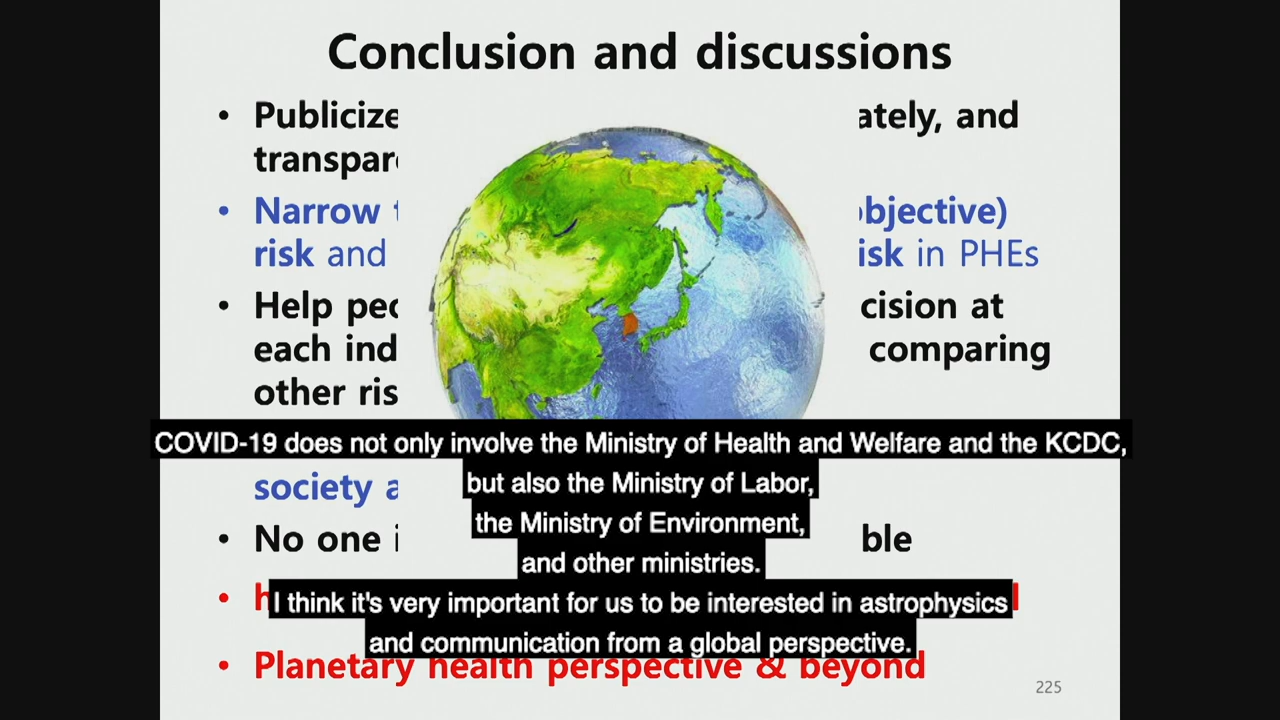 Conclusion and discussions
• Publicize ately, and
transpar
• Narrow bjective)
risk and isk in PHEs
• Help peo cision at
each ind comparing
other ris
COVID-19 does not only involve the Ministry of Health and Welfare and the KCDC,
but also the Ministry of Labor,
society a
the Ministry of Environment,
• No one ble
and other ministries.
I think it's very important for us to be interested in astrophysics
and communication from a global perspective.
• Planetary health perspective & beyond
225